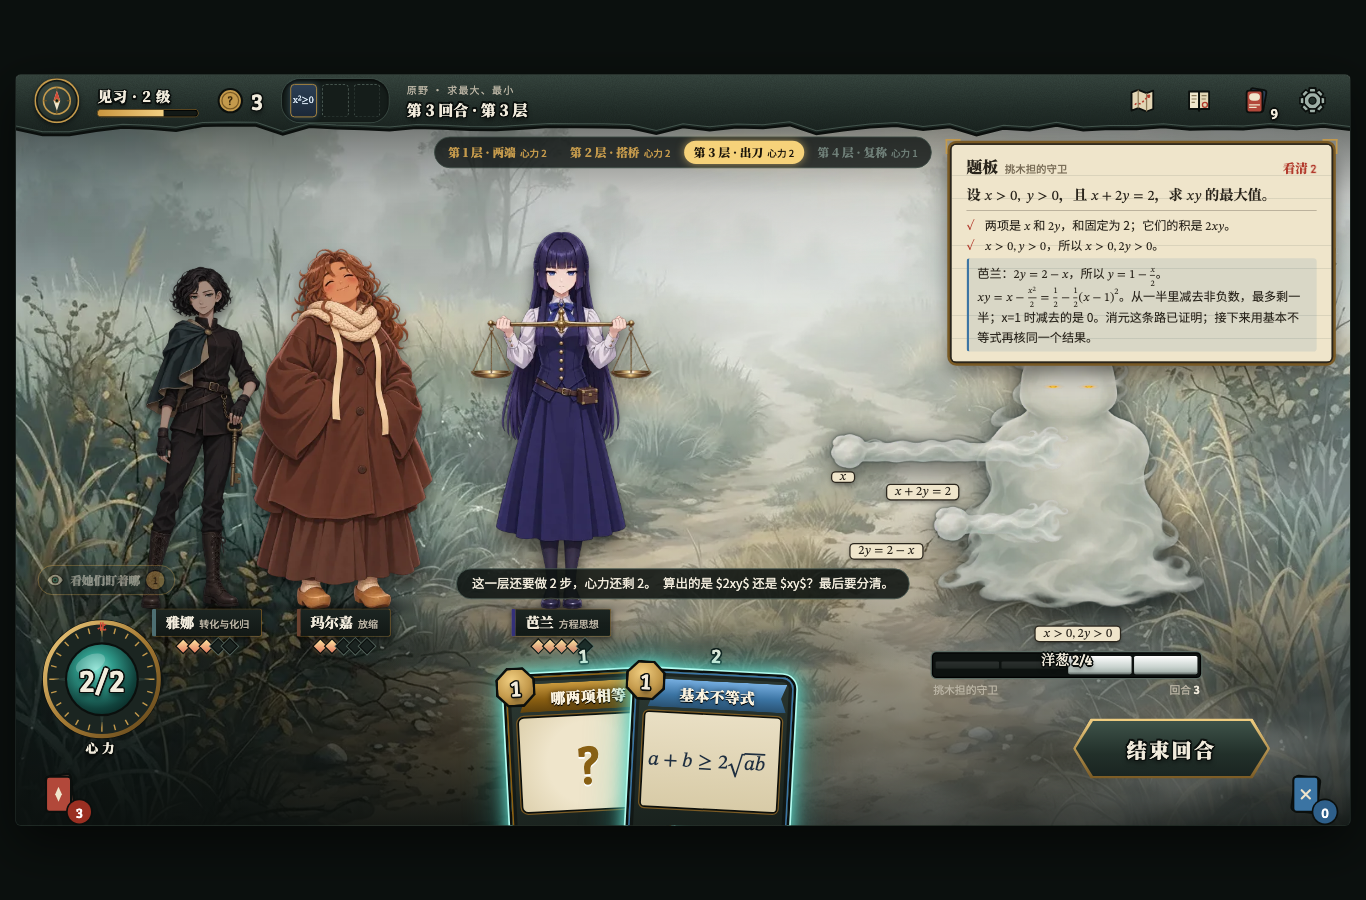 见习·2级
?
3
x²≥0
原野 · 求最大、最小
第3回合·第3层
9
第1层·两端 心力2
第2层·搭桥 心力2
第3层·出刀 心力2
第4层·复称 心力1
题板 挑木担的守卫 看清 2
设 x > 0, y > 0，且 x + 2y = 2，求 xy 的最大值。
✓ 两项是 x 和 2y，和固定为 2；它们的积是 2xy。
✓ x > 0, y > 0，所以 x > 0, 2y > 0。
芭兰：2y = 2 − x，所以 y = 1 − x/2。
xy = x − x²/2 = 1/2 − 1/2(x − 1)²。从一半里减去非负数，最多剩一
半；x=1 时减去的是 0。消元这条路已证明；接下来用基本不
等式再核同一个结果。
x
x + 2y = 2
2y = 2 − x
看她们盯着哪 1
这一层还要做 2 步，心力还剩 2。 算出的是 $2xy$ 还是 $xy$？最后要分清。
雅娜 转化与化归
玛尔嘉 放缩
芭兰 方程思想
x > 0, 2y > 0
洋葱 2/4
挑木担的守卫
回合 3
2/2
心力
1
2
1
哪两项相等
?
1
基本不等式
a + b ≥ 2√ab
结束回合
3
0